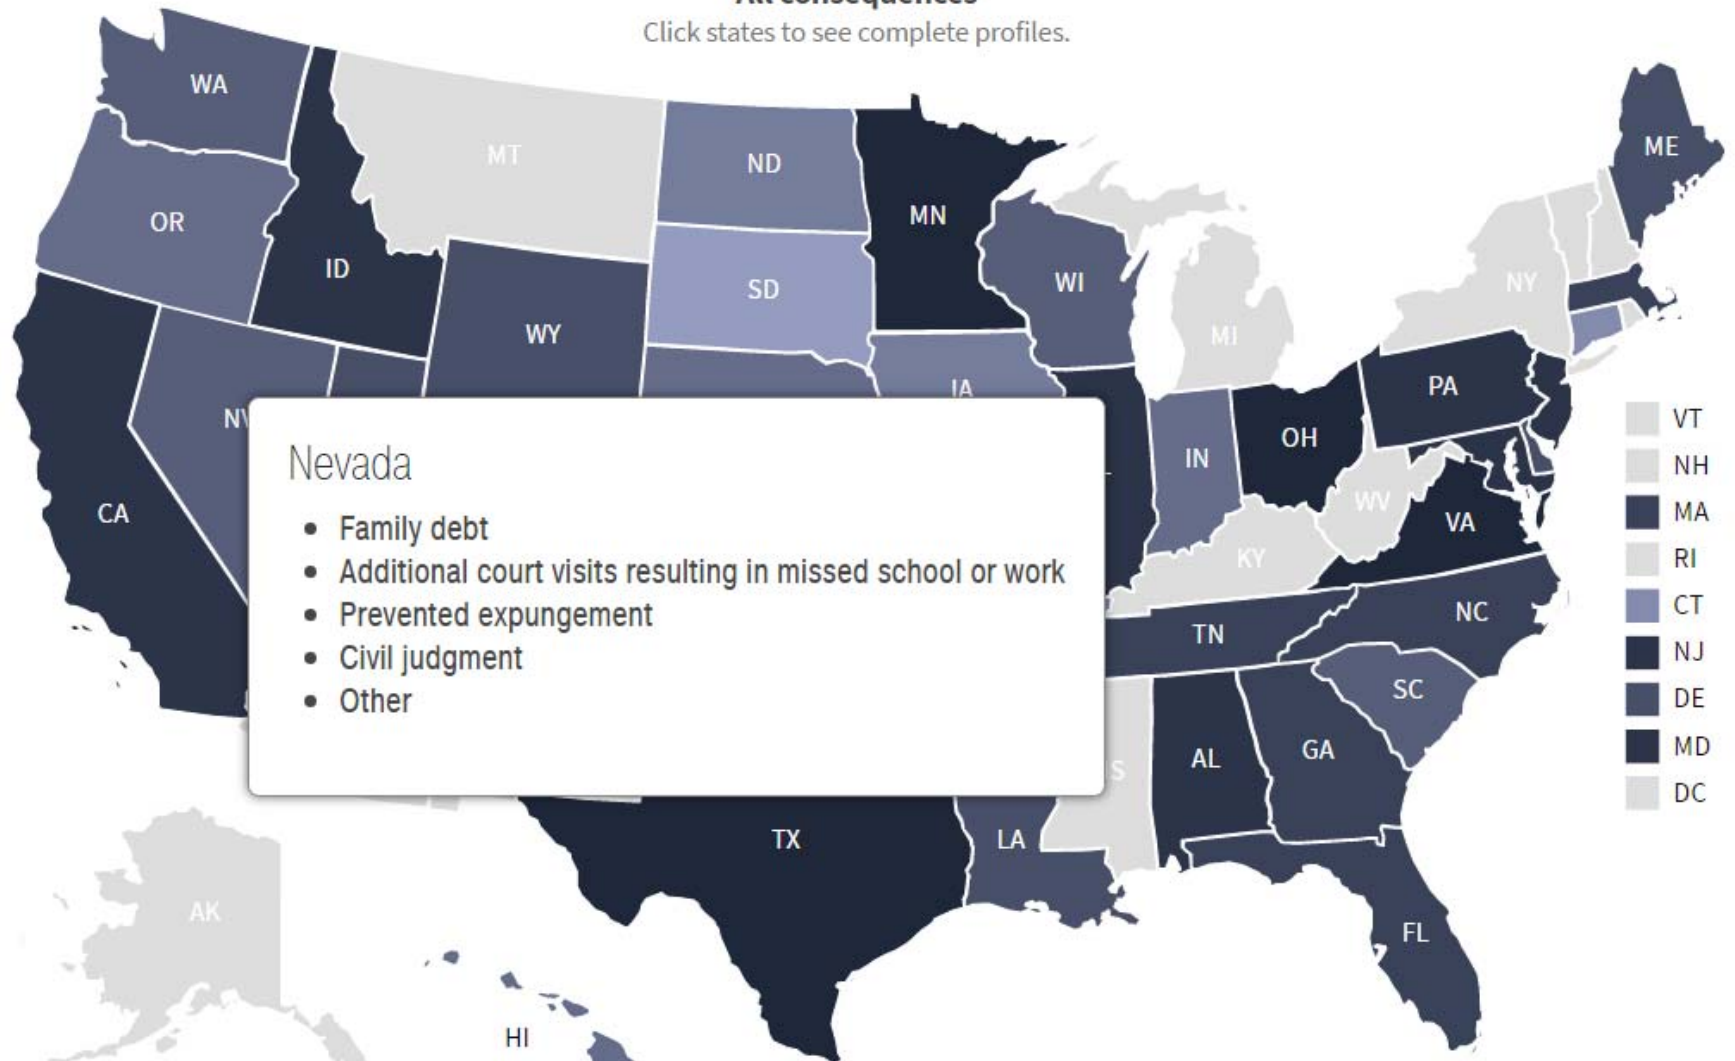 All consequences
Click states to see complete profiles.
WA
ME
MT
ND
OR
MN
ID
SD
WI
NY
WY
MI
IA
PA
NV
VT
OH
IN
NH
Nevada
WV
CA
MA
VA
• Family debt
KY
RI
• Additional court visits resulting in missed school or work
CT
• Prevented expungement
NC
TN
NJ
• Civil judgment
SC
DE
• Other
GA
MD
AL
S
DC
TX
LA
AK
FL
HI